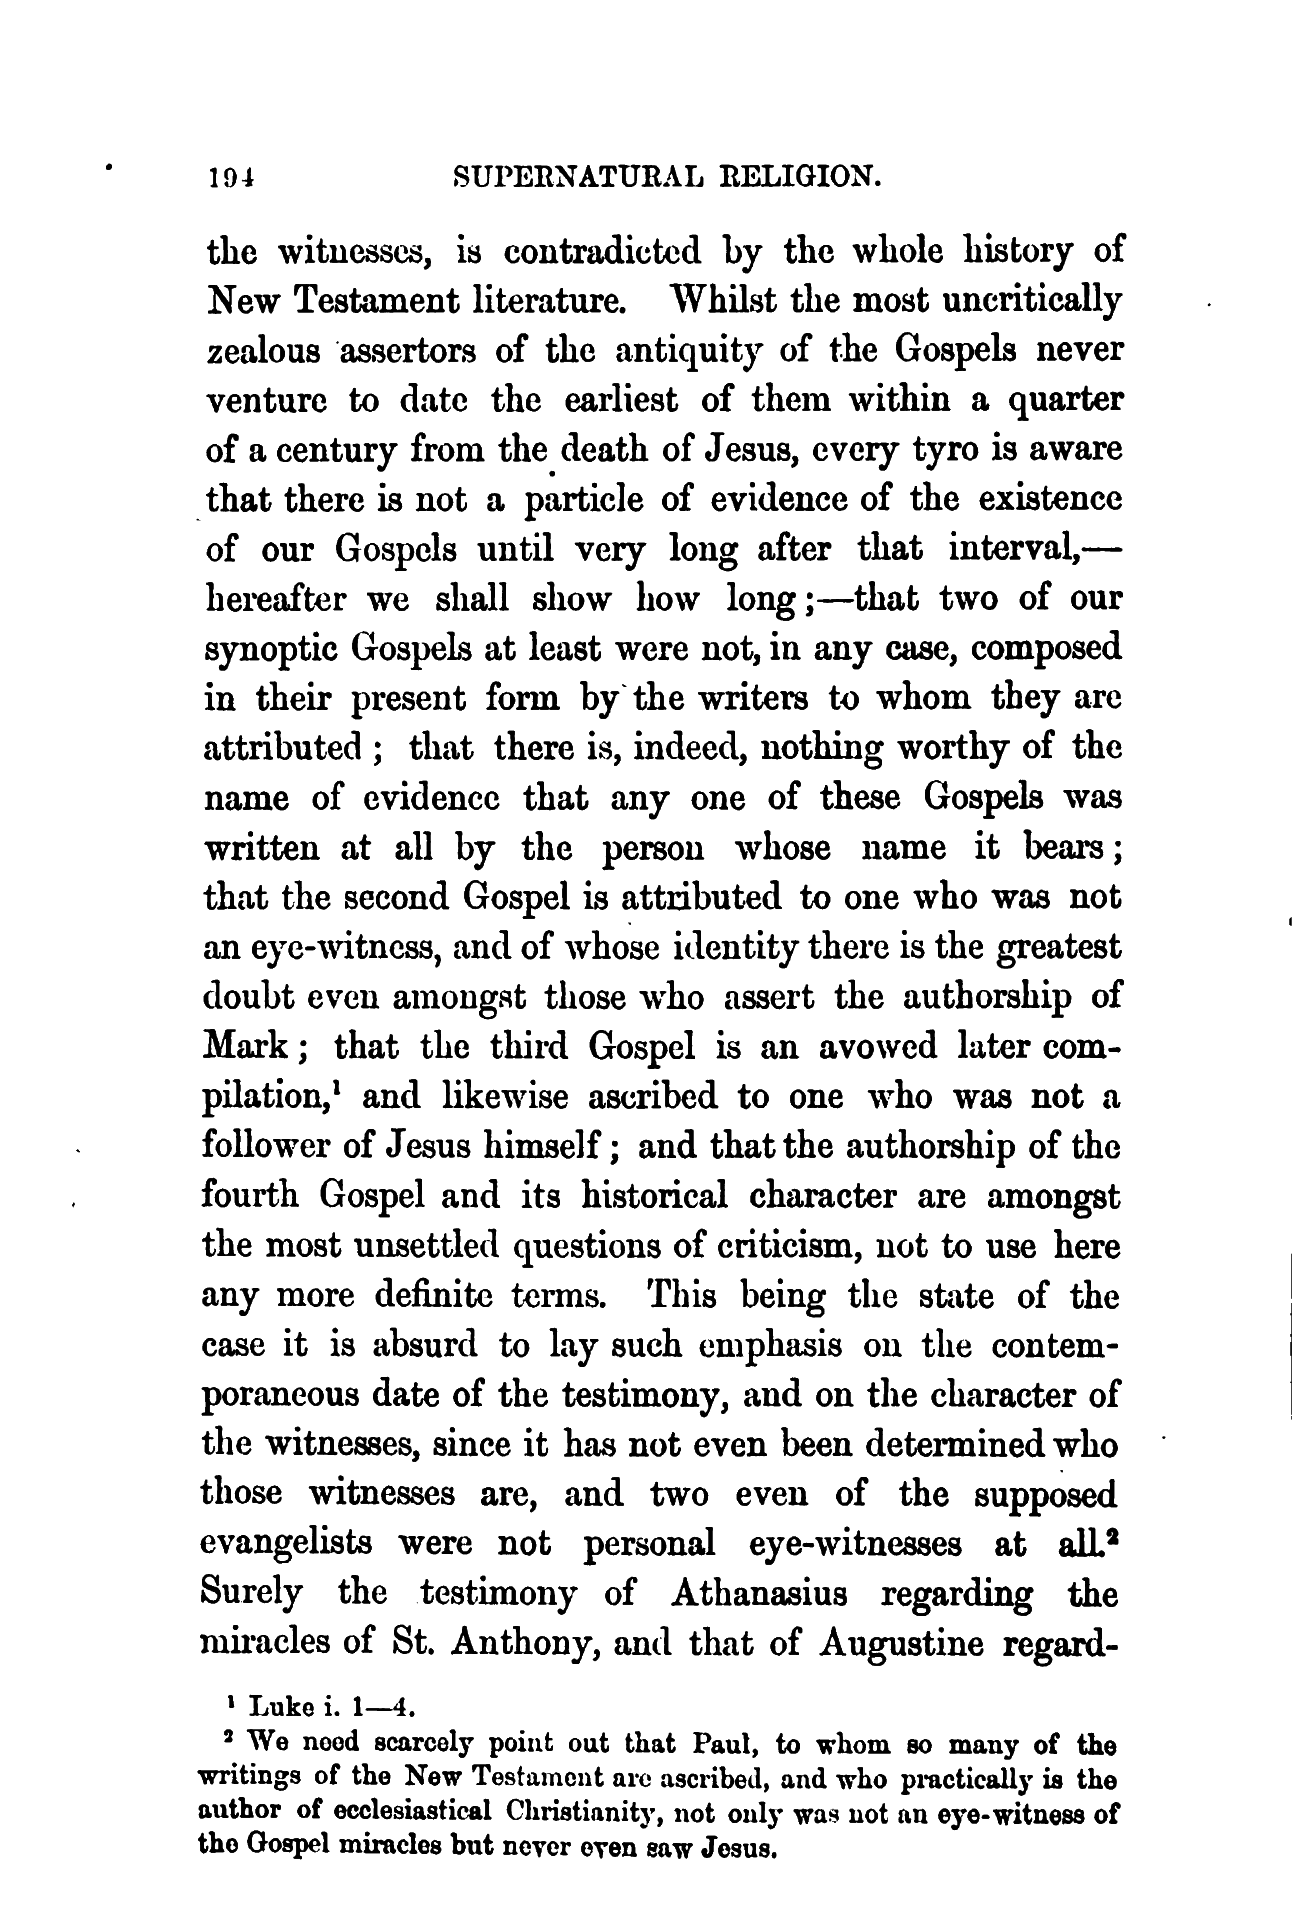 194 SUPERNATURAL RELIGION.
the witnesses, is contradicted by the whole history of
New Testament literature. Whilst the most uncritically
zealous assertors of the antiquity of the Gospels never
venture to date the earliest of them within a quarter
of a century from the death of Jesus, every tyro is aware
that there is not a particle of evidence of the existence
of our Gospels until very long after that interval,—
hereafter we shall show how long;—that two of our
synoptic Gospels at least were not, in any case, composed
in their present form by the writers to whom they are
attributed; that there is, indeed, nothing worthy of the
name of evidence that any one of these Gospels was
written at all by the person whose name it bears;
that the second Gospel is attributed to one who was not
an eye-witness, and of whose identity there is the greatest
doubt even amongst those who assert the authorship of
Mark; that the third Gospel is an avowed later com-
pilation,¹ and likewise ascribed to one who was not a
follower of Jesus himself; and that the authorship of the
fourth Gospel and its historical character are amongst
the most unsettled questions of criticism, not to use here
any more definite terms. This being the state of the
case it is absurd to lay such emphasis on the contem-
poraneous date of the testimony, and on the character of
the witnesses, since it has not even been determined who
those witnesses are, and two even of the supposed
evangelists were not personal eye-witnesses at all.²
Surely the testimony of Athanasius regarding the
miracles of St. Anthony, and that of Augustine regard-
¹ Luke i. 1—4.
² We need scarcely point out that Paul, to whom so many of the
writings of the New Testament are ascribed, and who practically is the
author of ecclesiastical Christianity, not only was not an eye-witness of
the Gospel miracles but never even saw Jesus.